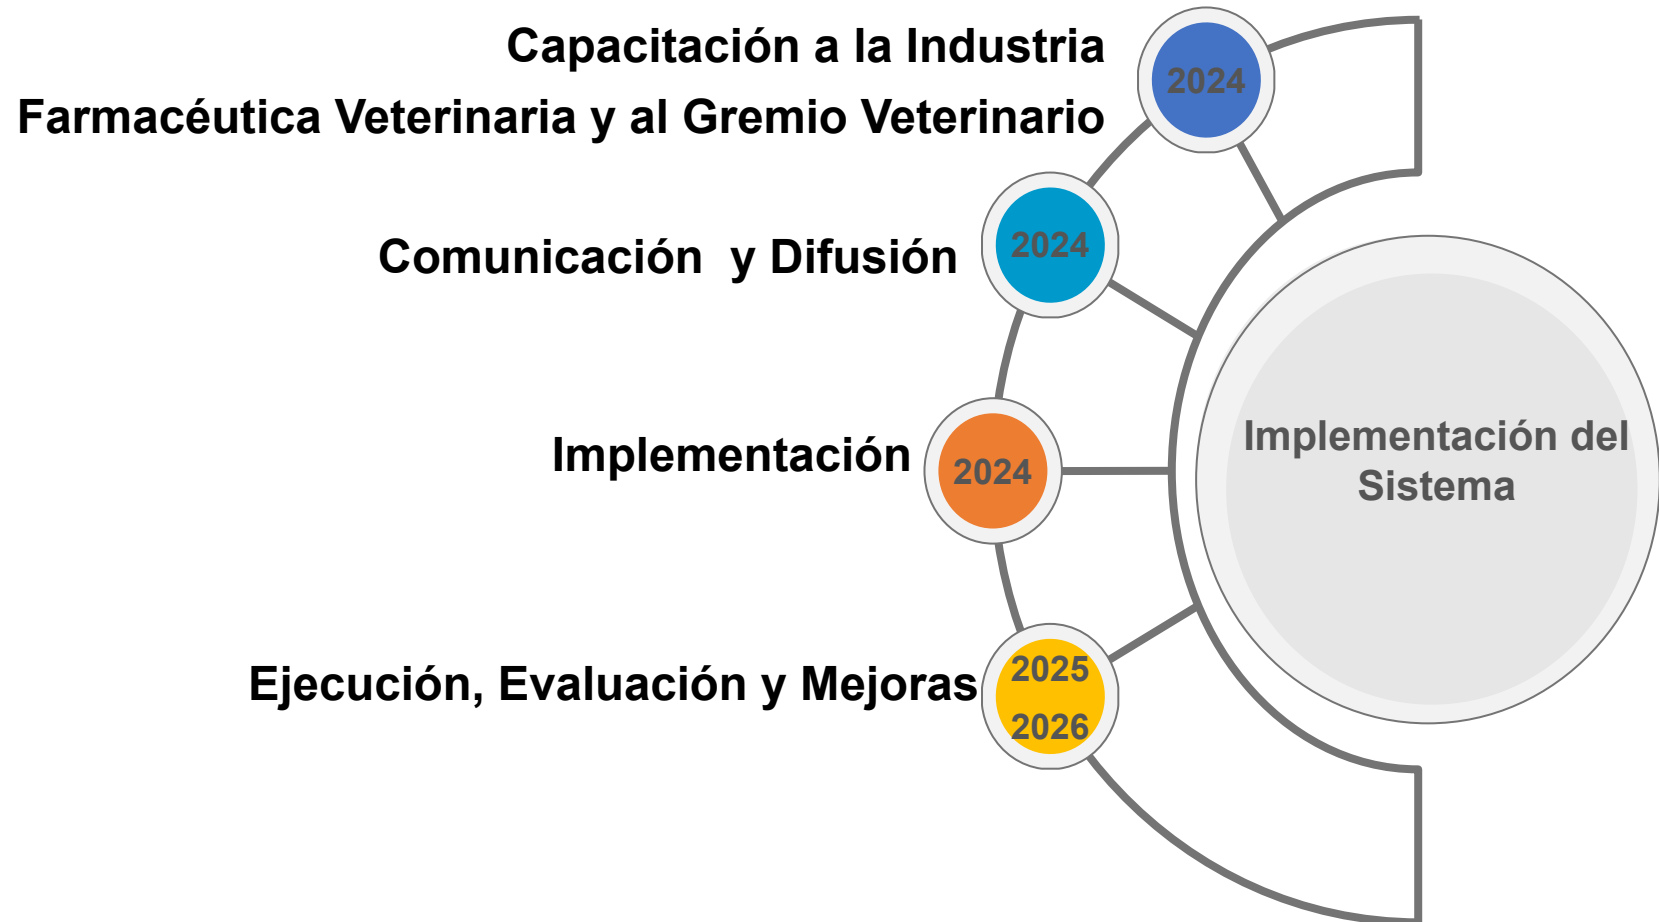 Capacitación a la Industria
Farmacéutica Veterinaria y al Gremio Veterinario
2024
Comunicación  y Difusión
2024
Implementación
2024
Ejecución, Evaluación y Mejoras
2025
2026
Implementación del
Sistema